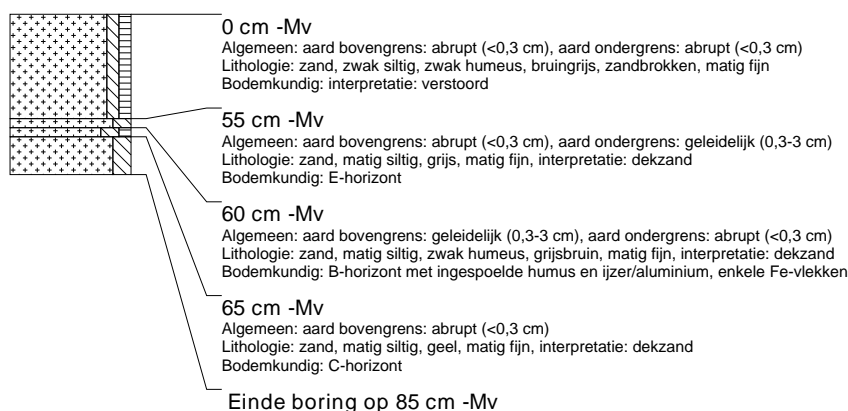 0 cm -Mv
Algemeen: aard bovengrens: abrupt (<0,3 cm), aard ondergrens: abrupt (<0,3 cm)
Lithologie: zand, zwak siltig, zwak humeus, bruingrijs, zandbrokken, matig fijn
Bodemkundig: interpretatie: verstoord
55 cm -Mv
Algemeen: aard bovengrens: abrupt (<0,3 cm), aard ondergrens: geleidelijk (0,3-3 cm)
Lithologie: zand, matig siltig, grijs, matig fijn, interpretatie: dekzand
Bodemkundig: E-horizont
60 cm -Mv
Algemeen: aard bovengrens: geleidelijk (0,3-3 cm), aard ondergrens: abrupt (<0,3 cm)
Lithologie: zand, matig siltig, zwak humeus, grijsbruin, matig fijn, interpretatie: dekzand
Bodemkundig: B-horizont met ingespoelde humus en ijzer/aluminium, enkele Fe-vlekken
65 cm -Mv
Algemeen: aard bovengrens: abrupt (<0,3 cm)
Lithologie: zand, matig siltig, geel, matig fijn, interpretatie: dekzand
Bodemkundig: C-horizont
Einde boring op 85 cm -Mv